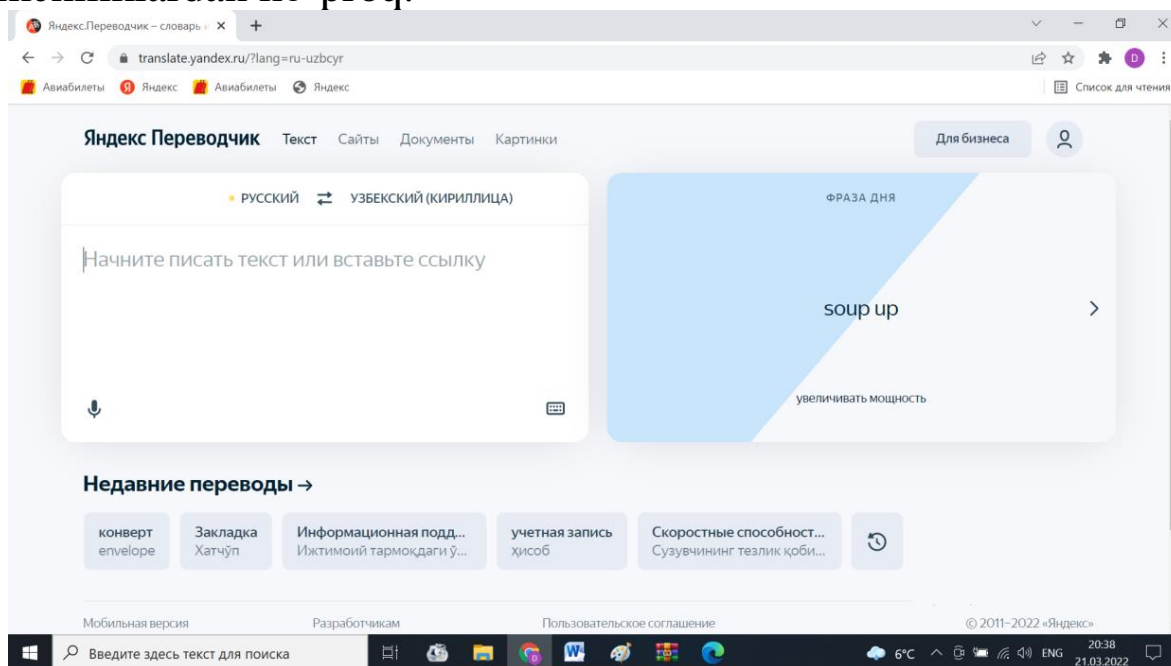 Яндекс.Переводчик – словарь
translate.yandex.ru/?lang=ru-uzbcyr
D
Авиабилеты Яндекс Авиабилеты Яндекс Список для чтения
Яндекс Переводчик Текст Сайты Документы Картинки Для бизнеса
РУССКИЙ УЗБЕКСКИЙ (КИРИЛЛИЦА)
ФРАЗА ДНЯ
Начните писать текст или вставьте ссылку
soup up
увеличивать мощность
Недавние переводы →
конверт Закладка Информационная подд... учетная запись Скоростные способност...
envelope Хатчўп Ижтимоий тармоқдаги ў... ҳисоб Сузувчининг тезлик қоби...
Мобильная версия Разработчикам Пользовательское соглашение © 2011–2022 «Яндекс»
Введите здесь текст для поиска 6°C ENG 20:38
21.03.2022